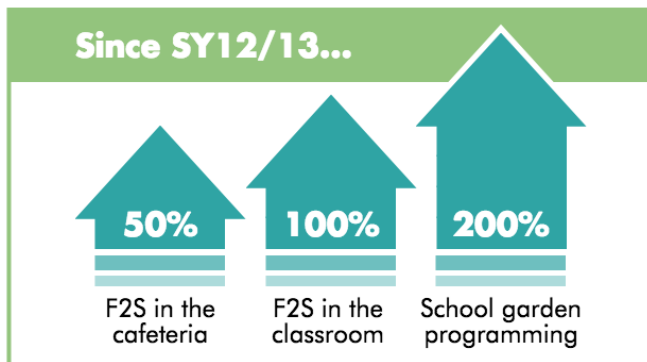 Since SY12/13...
50%
100%
200%
F2S in the
cafeteria
F2S in the
classroom
School garden
programming